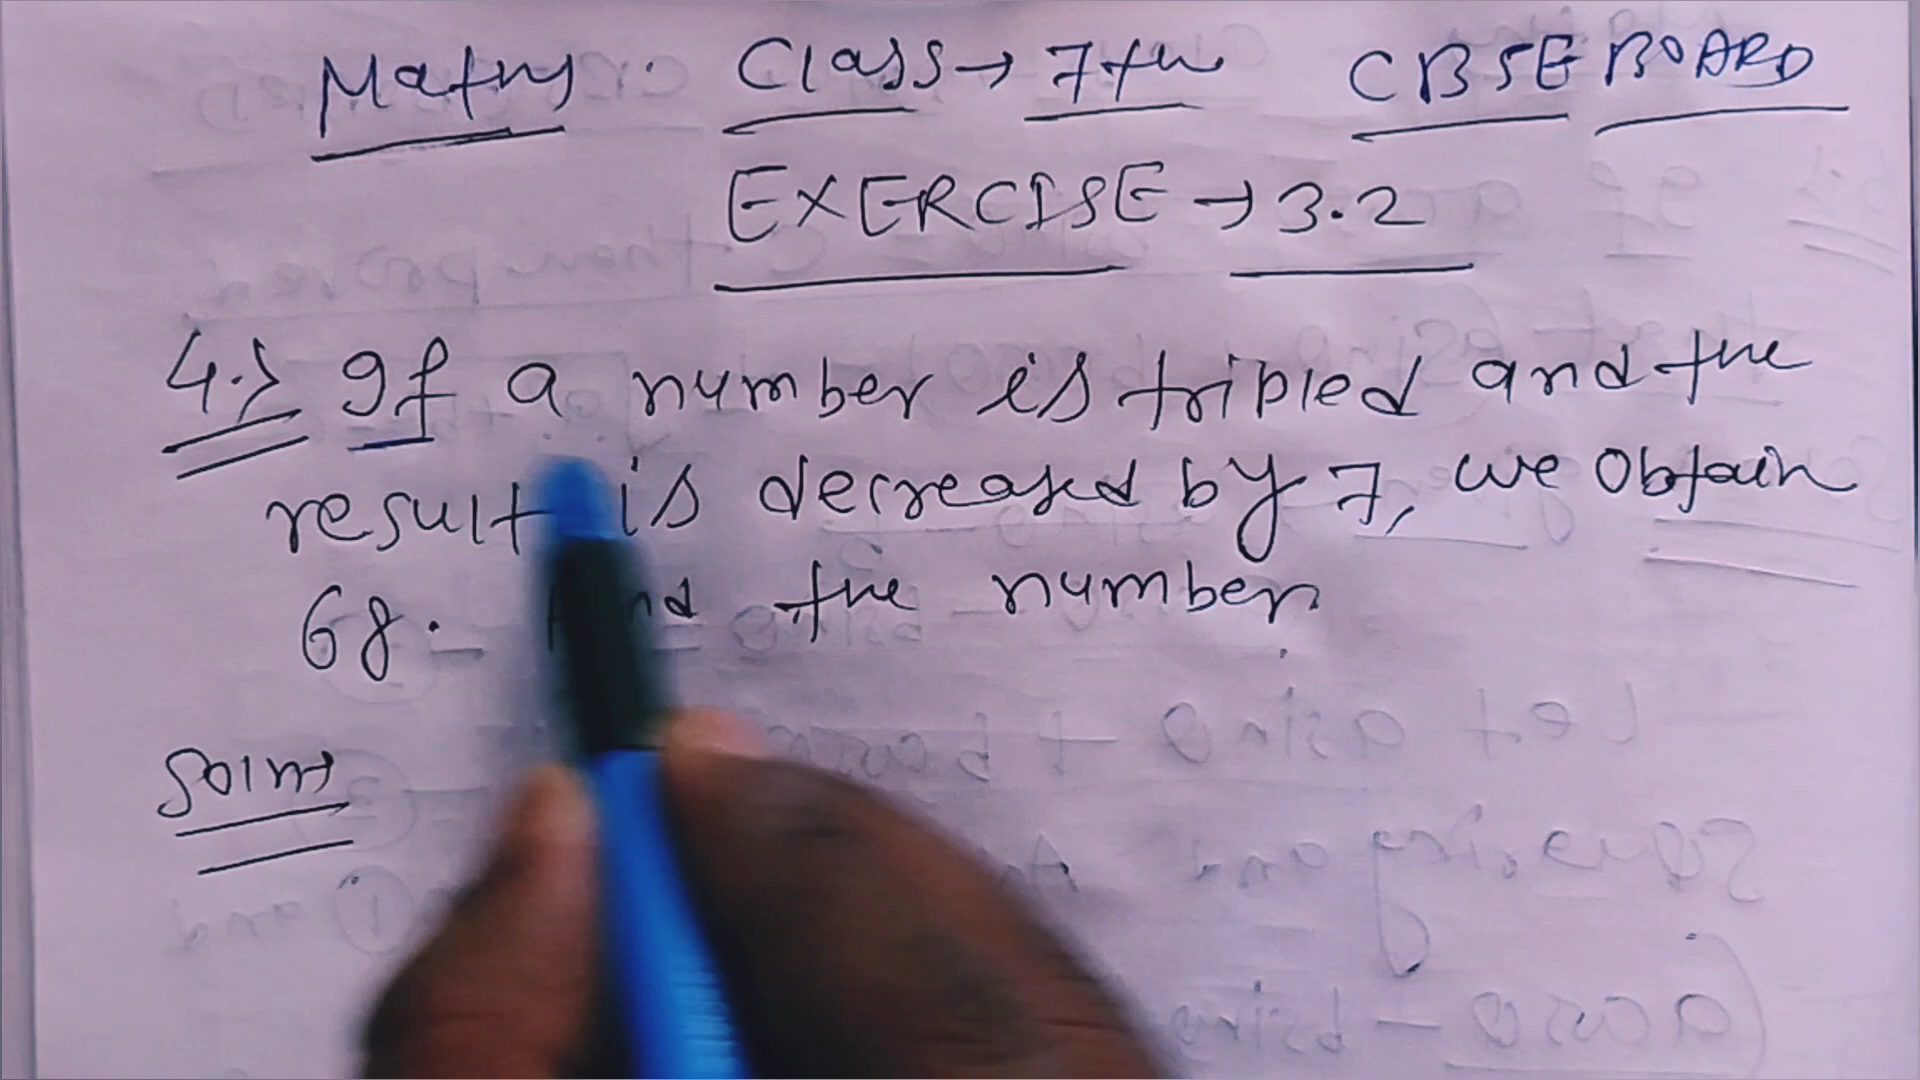 Maths. Class → 7th CBSE BOARD
EXERCISE → 3.2
4.) If a number is tripled and the
result is decreased by 7, we obtain
68. the number.
Soln